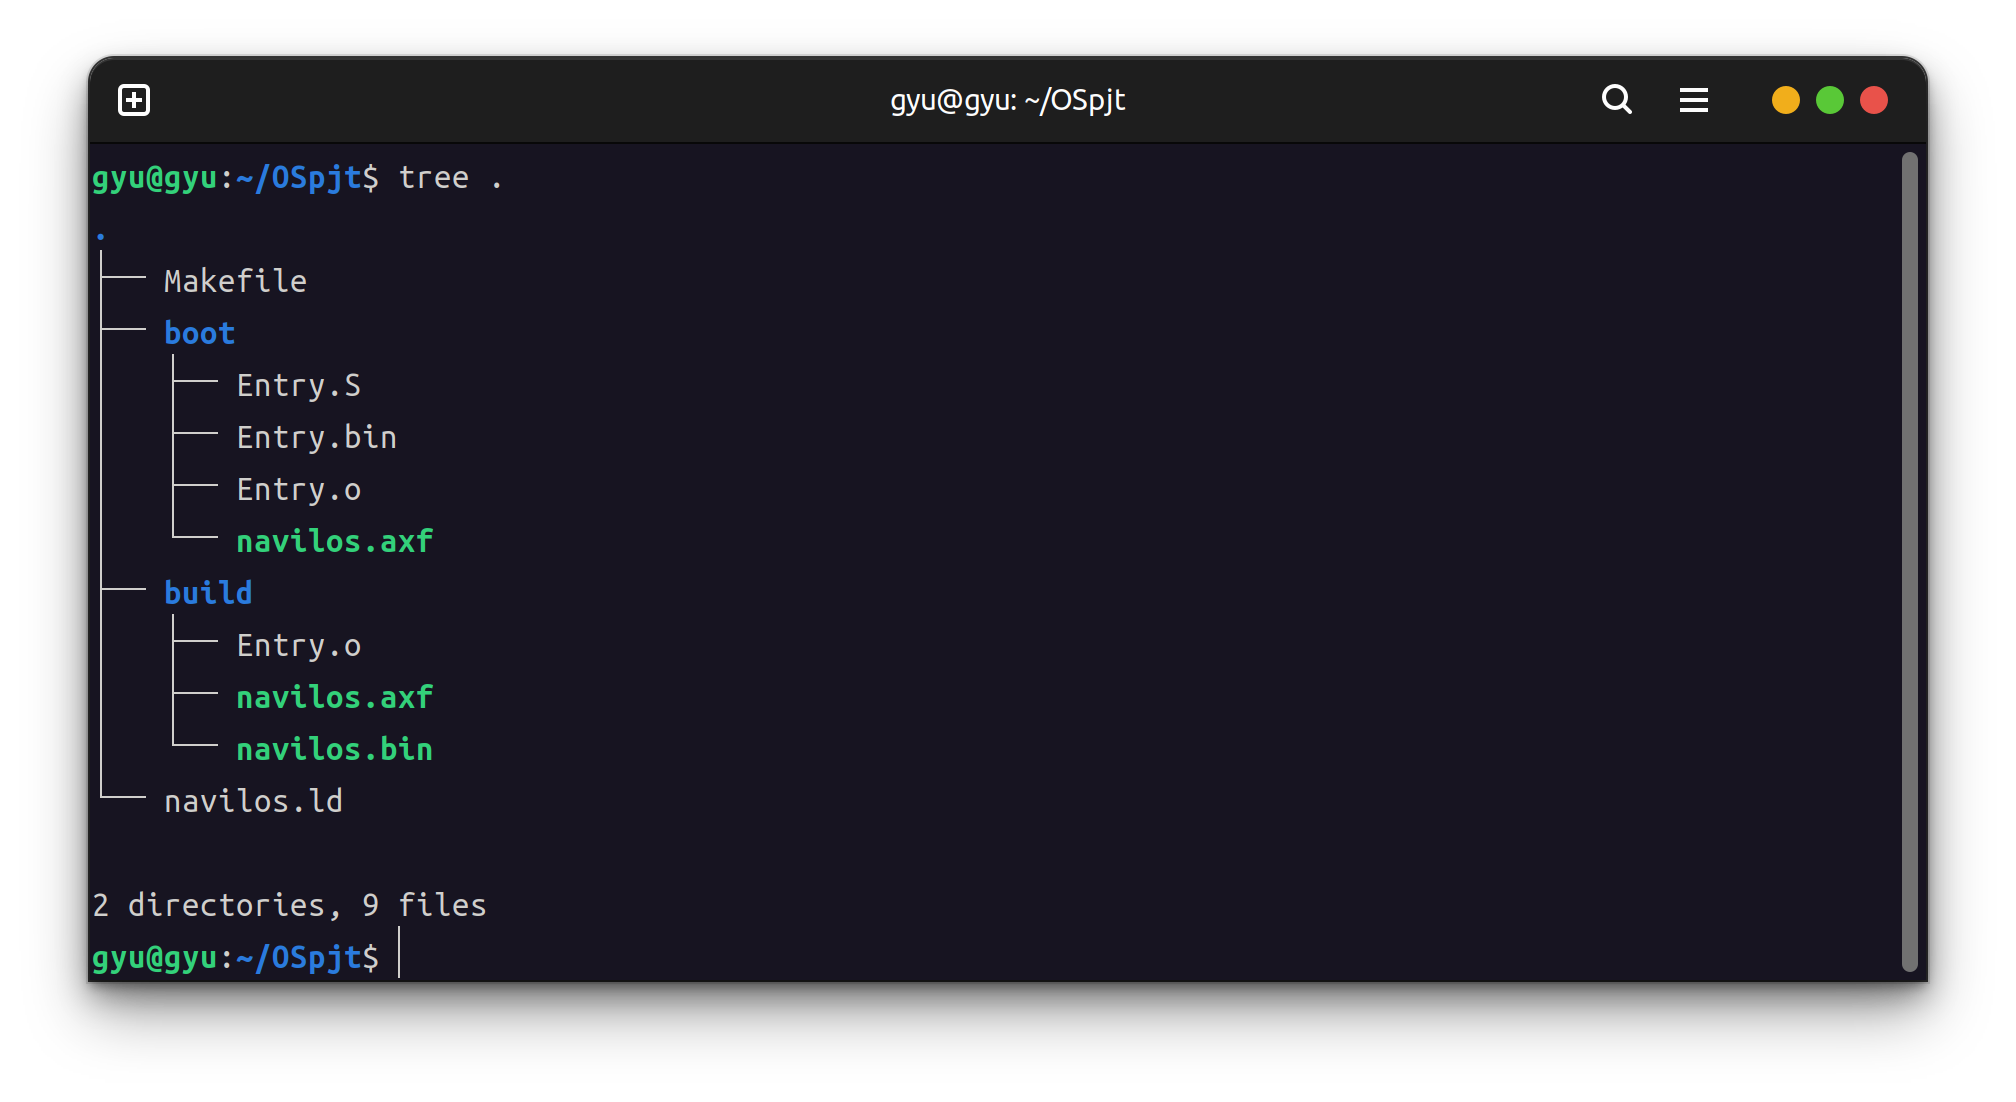 gyu@gyu: ~/OSpjt
gyu@gyu:~/OSpjt$ tree .
.
├── Makefile
├── boot
│   ├── Entry.S
│   ├── Entry.bin
│   ├── Entry.o
│   └── navilos.axf
├── build
│   ├── Entry.o
│   ├── navilos.axf
│   └── navilos.bin
└── navilos.ld
2 directories, 9 files
gyu@gyu:~/OSpjt$